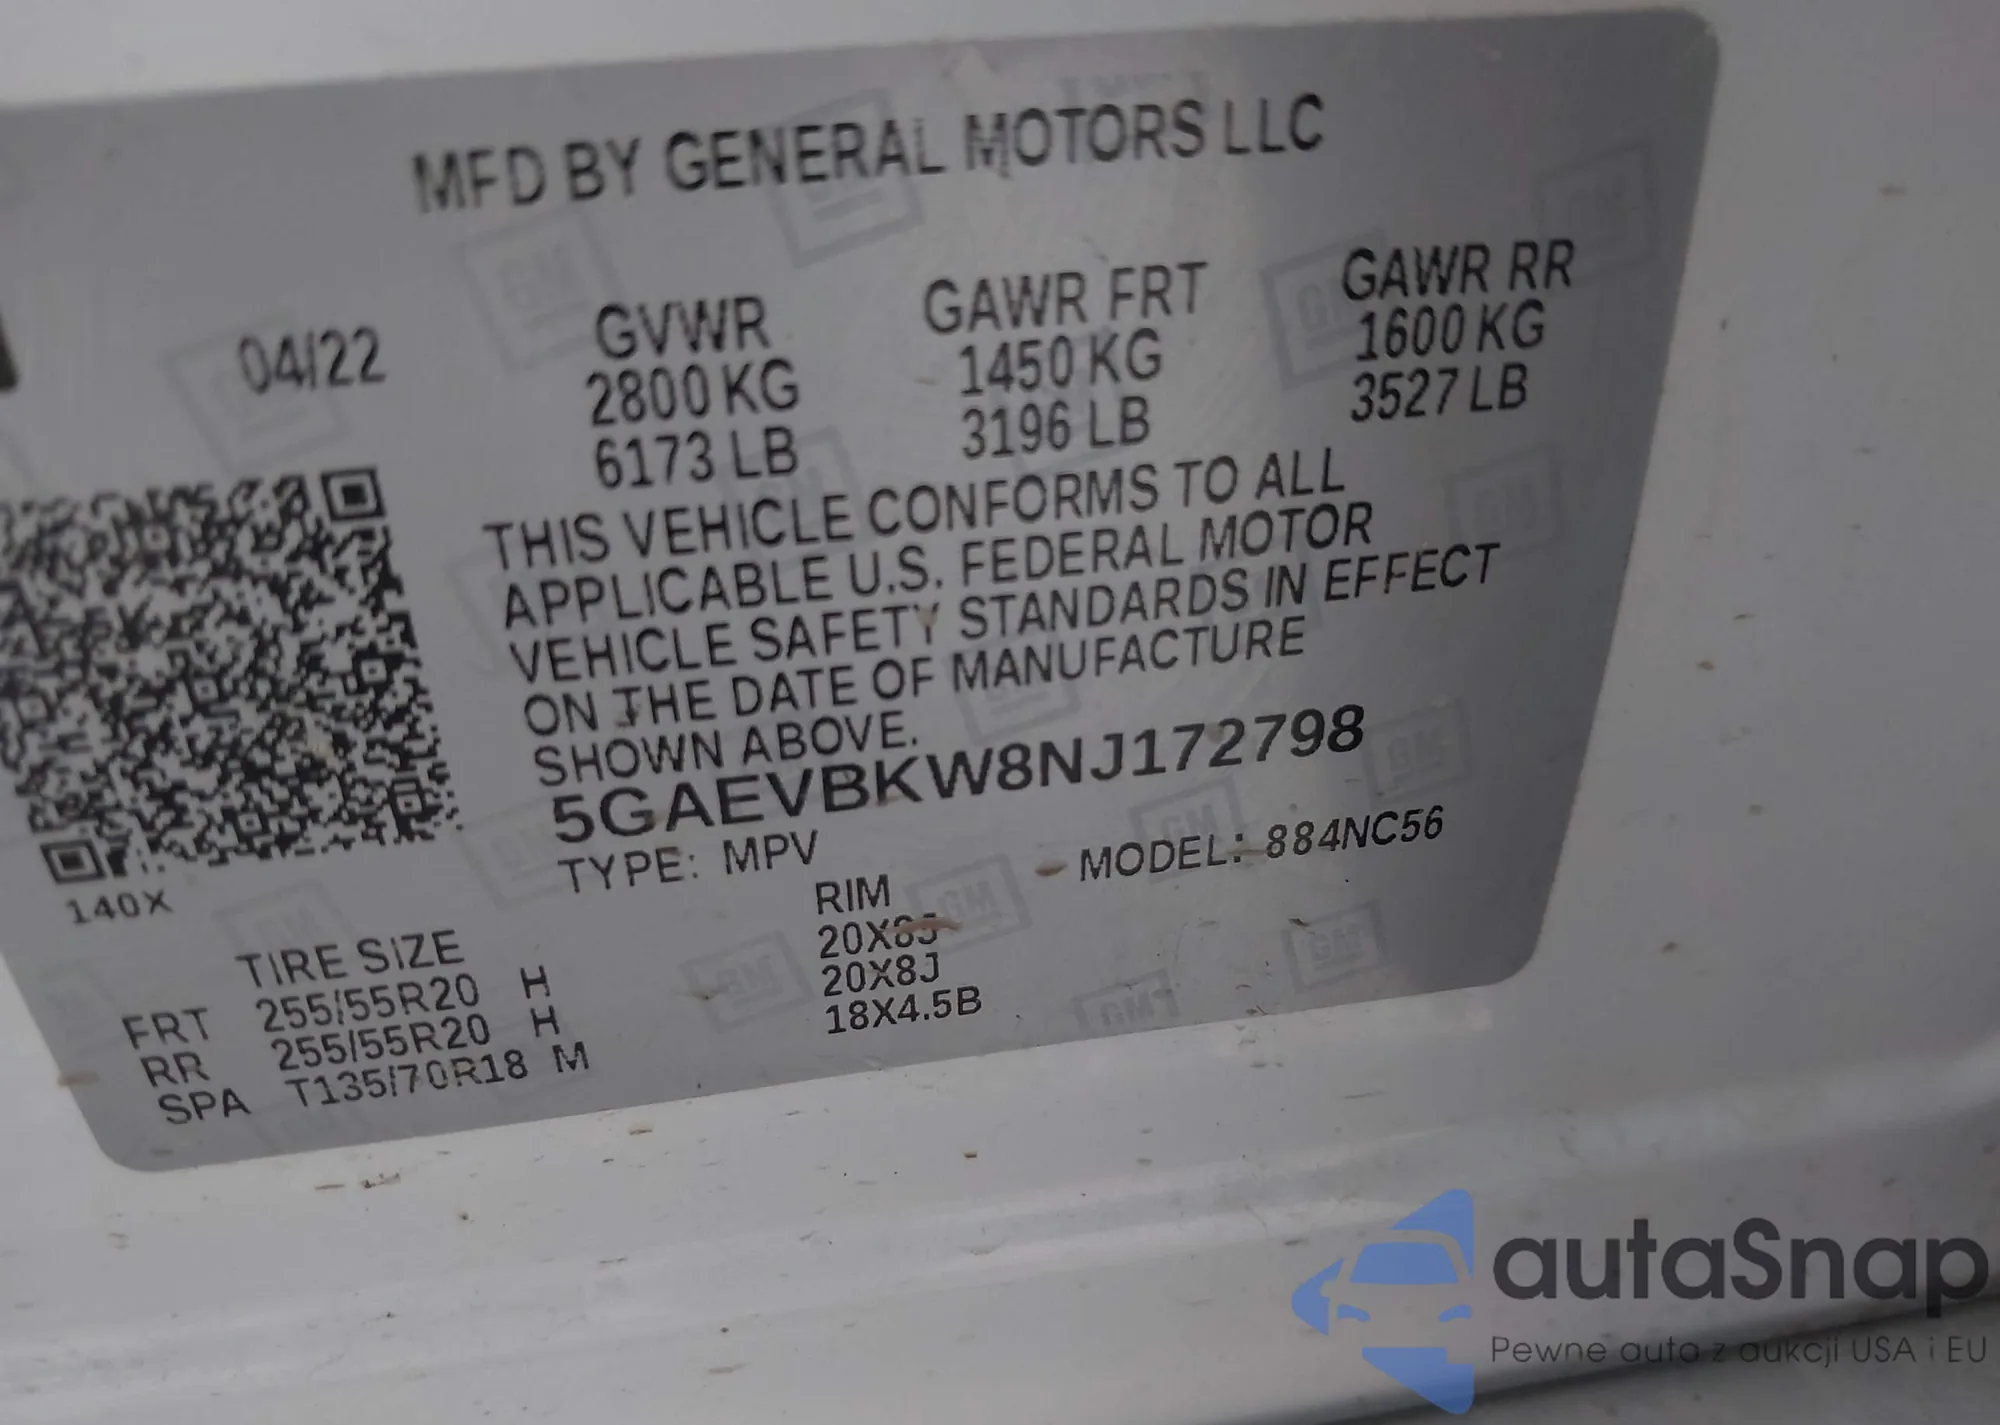 MFD BY GENERAL MOTORS LLC
04/22
GVWR
2800 KG
6173 LB
GAWR FRT
1450 KG
3196 LB
GAWR RR
1600 KG
3527 LB
THIS VEHICLE CONFORMS TO ALL
APPLICABLE U.S. FEDERAL MOTOR
VEHICLE SAFETY STANDARDS IN EFFECT
ON THE DATE OF MANUFACTURE
SHOWN ABOVE.
5GAEVBKW8NJ172798
TYPE: MPV
MODEL: 884NC56
140X
TIRE SIZE RIM
FRT 255/55R20 H 20X8J
RR 255/55R20 H 20X8J
SPA T135/70R18 M 18X4.5B
GM
autaSnap
Pewne auto z aukcji USA i EU